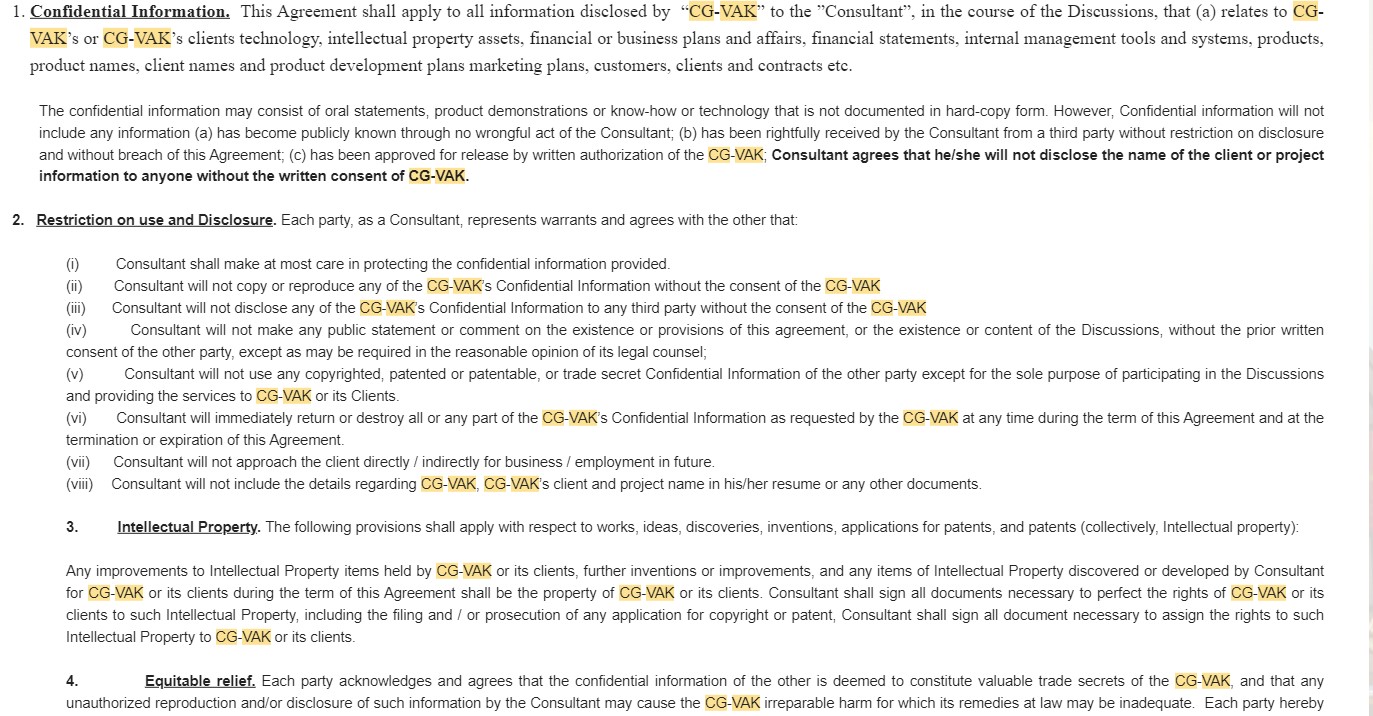 1. Confidential Information. This Agreement shall apply to all information disclosed by “CG-VAK” to the ”Consultant”, in the course of the Discussions, that (a) relates to CG-
VAK’s or CG-VAK’s clients technology, intellectual property assets, financial or business plans and affairs, financial statements, internal management tools and systems, products,
product names, client names and product development plans marketing plans, customers, clients and contracts etc.
The confidential information may consist of oral statements, product demonstrations or know-how or technology that is not documented in hard-copy form. However, Confidential information will not
include any information (a) has become publicly known through no wrongful act of the Consultant; (b) has been rightfully received by the Consultant from a third party without restriction on disclosure
and without breach of this Agreement; (c) has been approved for release by written authorization of the CG-VAK; Consultant agrees that he/she will not disclose the name of the client or project
information to anyone without the written consent of CG-VAK.
2. Restriction on use and Disclosure. Each party, as a Consultant, represents warrants and agrees with the other that:
(i) Consultant shall make at most care in protecting the confidential information provided.
(ii) Consultant will not copy or reproduce any of the CG-VAK’s Confidential Information without the consent of the CG-VAK
(iii) Consultant will not disclose any of the CG-VAK’s Confidential Information to any third party without the consent of the CG-VAK
(iv) Consultant will not make any public statement or comment on the existence or provisions of this agreement, or the existence or content of the Discussions, without the prior written
consent of the other party, except as may be required in the reasonable opinion of its legal counsel;
(v) Consultant will not use any copyrighted, patented or patentable, or trade secret Confidential Information of the other party except for the sole purpose of participating in the Discussions
and providing the services to CG-VAK or its Clients.
(vi) Consultant will immediately return or destroy all or any part of the CG-VAK’s Confidential Information as requested by the CG-VAK at any time during the term of this Agreement and at the
termination or expiration of this Agreement.
(vii) Consultant will not approach the client directly / indirectly for business / employment in future.
(viii) Consultant will not include the details regarding CG-VAK, CG-VAK’s client and project name in his/her resume or any other documents.
3. Intellectual Property. The following provisions shall apply with respect to works, ideas, discoveries, inventions, applications for patents, and patents (collectively, Intellectual property):
Any improvements to Intellectual Property items held by CG-VAK or its clients, further inventions or improvements, and any items of Intellectual Property discovered or developed by Consultant
for CG-VAK or its clients during the term of this Agreement shall be the property of CG-VAK or its clients. Consultant shall sign all documents necessary to perfect the rights of CG-VAK or its
clients to such Intellectual Property, including the filing and / or prosecution of any application for copyright or patent, Consultant shall sign all document necessary to assign the rights to such
Intellectual Property to CG-VAK or its clients.
4. Equitable relief. Each party acknowledges and agrees that the confidential information of the other is deemed to constitute valuable trade secrets of the CG-VAK, and that any
unauthorized reproduction and/or disclosure of such information by the Consultant may cause the CG-VAK irreparable harm for which its remedies at law may be inadequate. Each party hereby